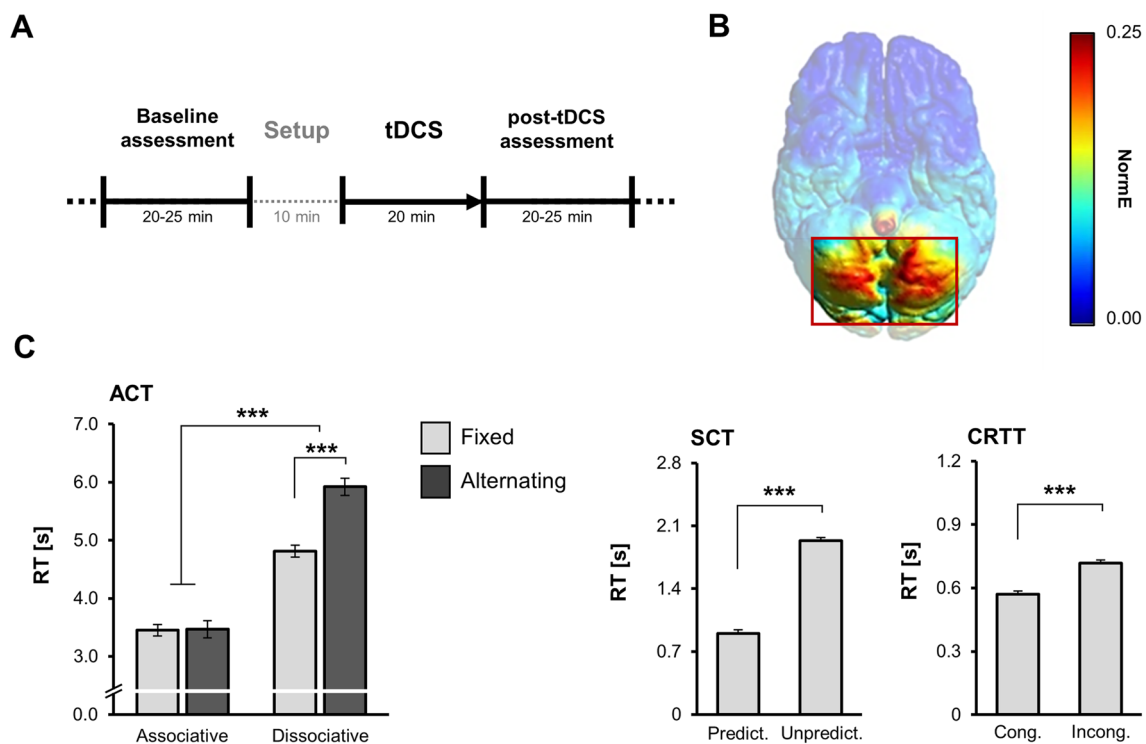 A
Baseline
assessment
Setup
tDCS
post-tDCS
assessment
20-25 min
10 min
20 min
20-25 min
B
0.25
NormE
0.00
C
ACT
7.0
6.0
5.0
4.0
3.0
0.0
RT [s]
***
***
Associative
Dissociative
Fixed
Alternating
SCT
2.8
2.1
1.4
0.7
0
RT [s]
***
Predict.
Unpredict.
CRTT
1.2
0.9
0.6
0.3
0
RT [s]
***
Cong.
Incong.